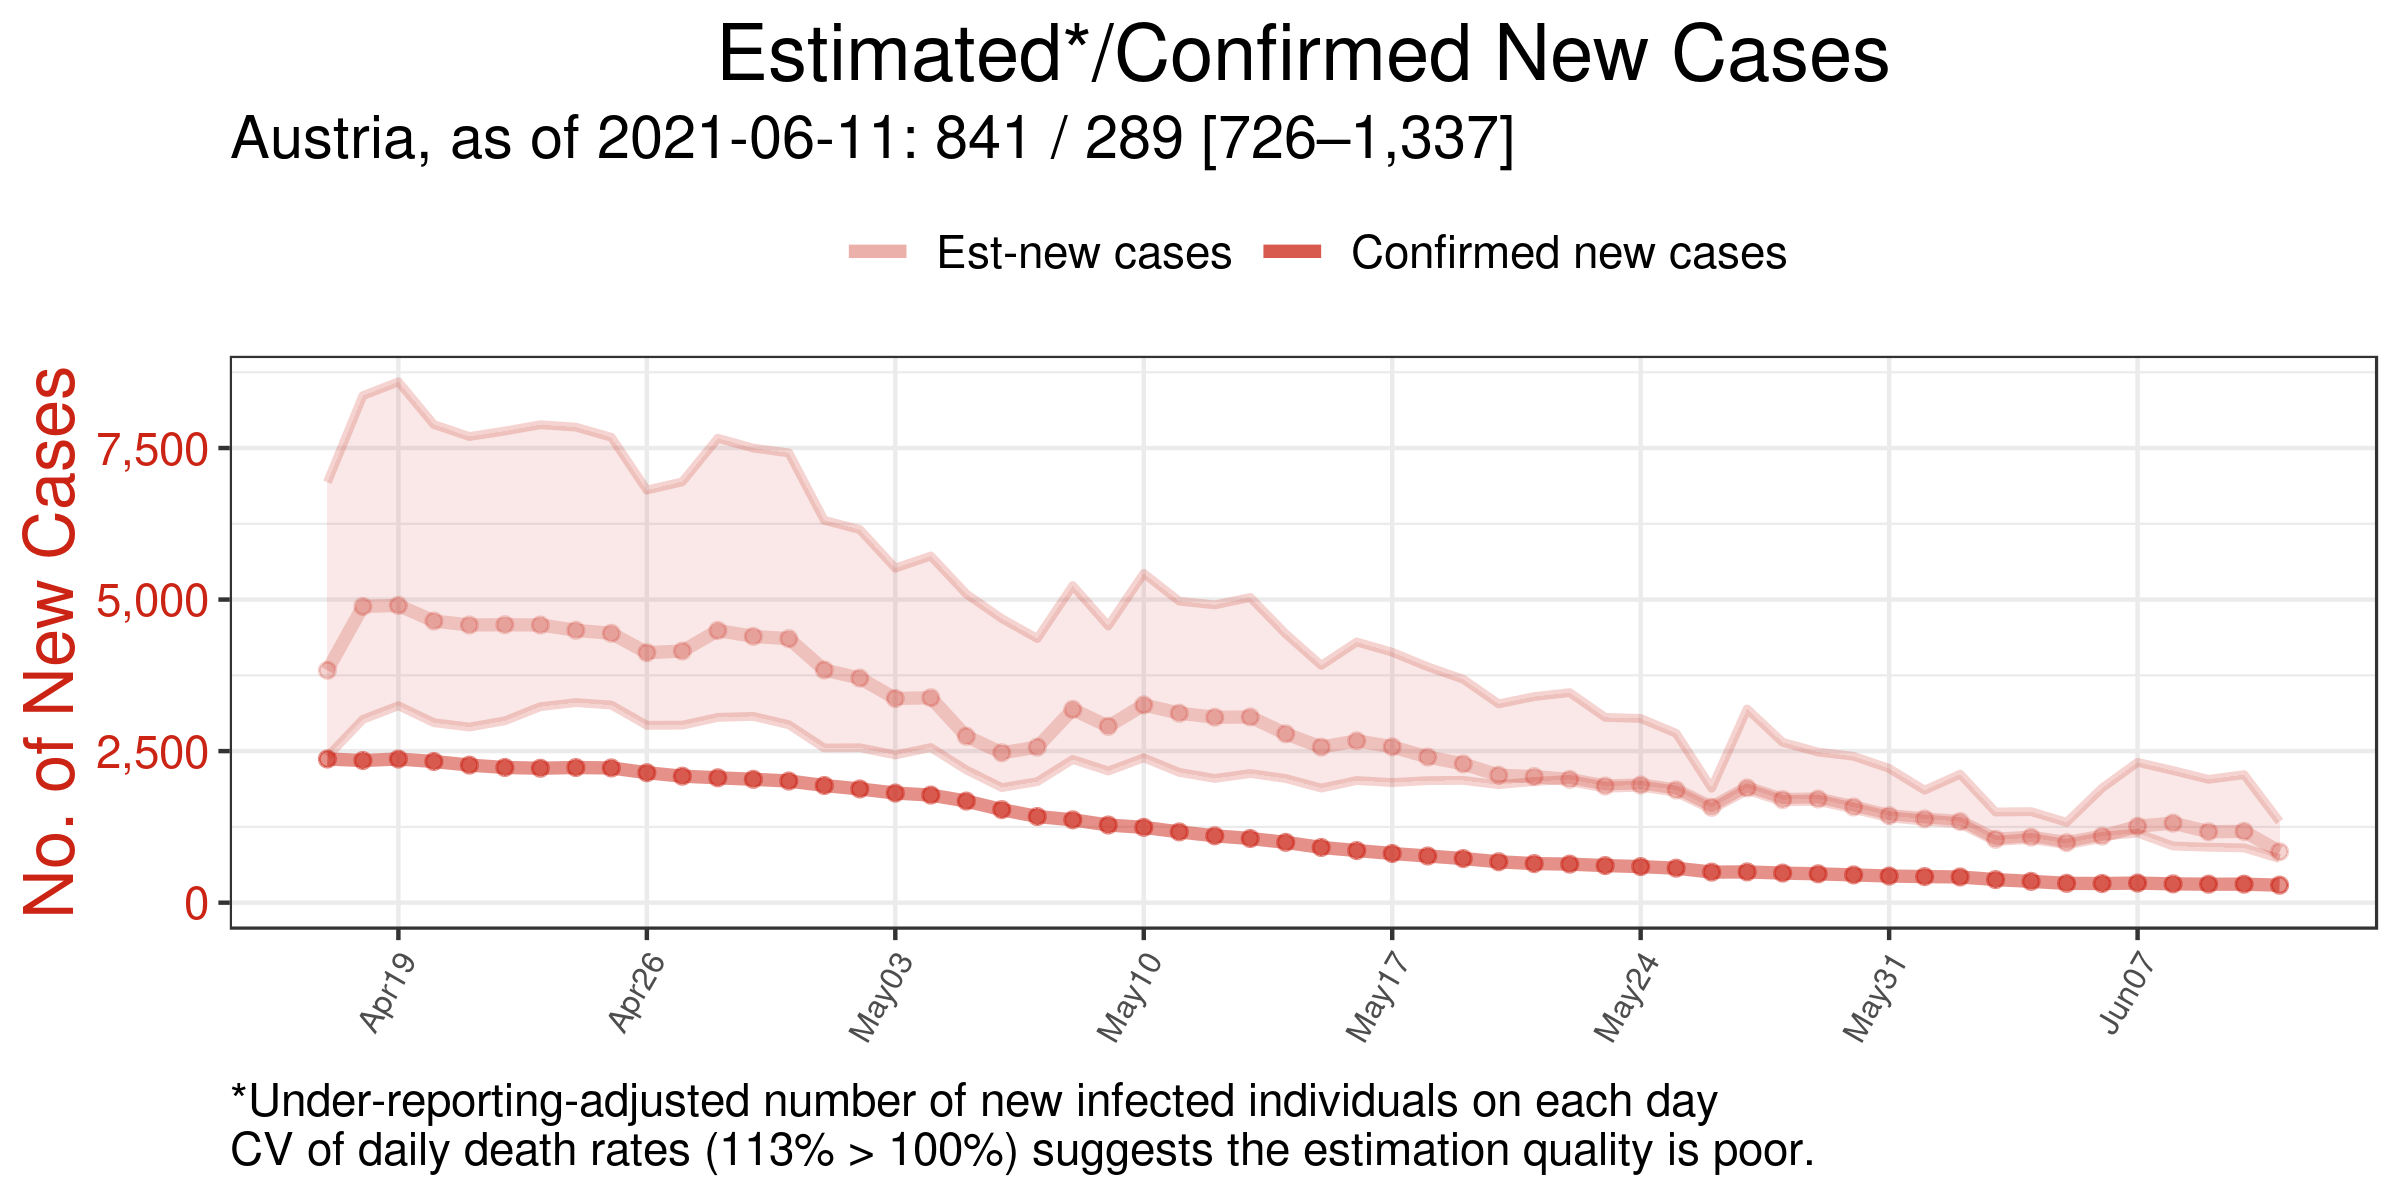 Estimated*/Confirmed New Cases
Austria, as of 2021-06-11: 841 / 289 [726–1,337]
Est-new cases Confirmed new cases
No. of New Cases
7,500
5,000
2,500
0
Apr19 Apr26 May03 May10 May17 May24 May31 Jun07
*Under-reporting-adjusted number of new infected individuals on each day
CV of daily death rates (113% > 100%) suggests the estimation quality is poor.